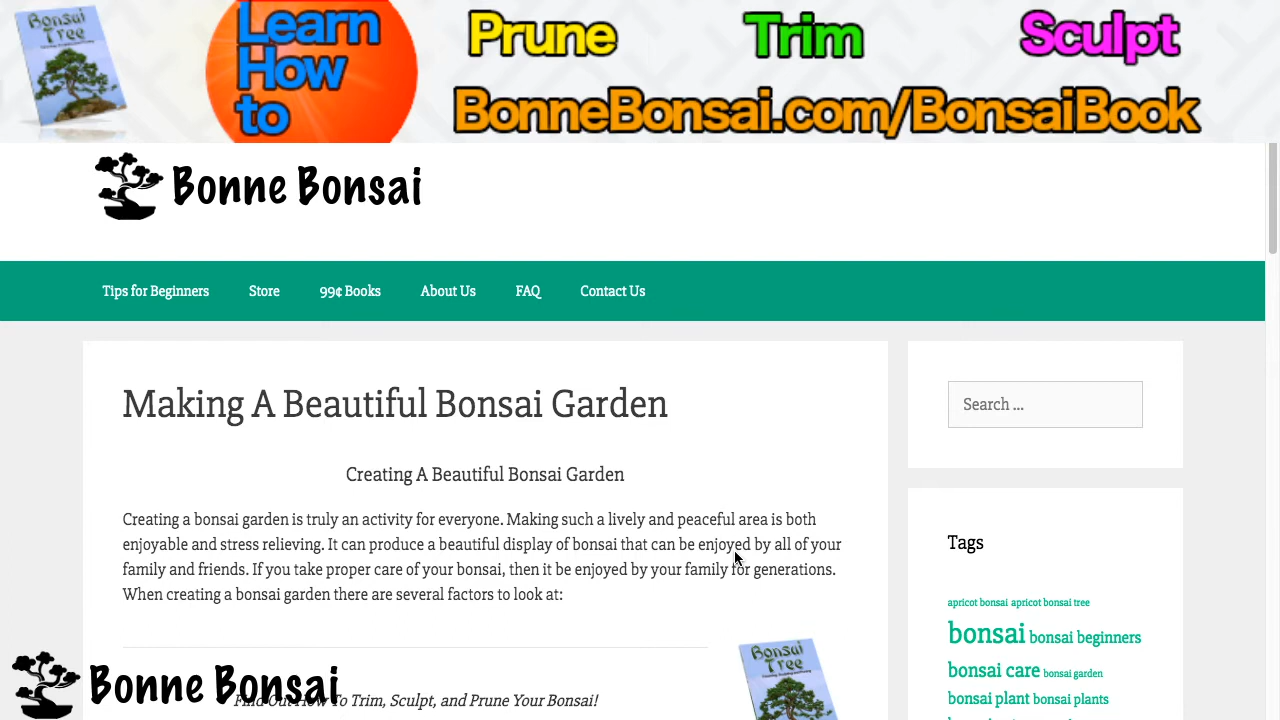 Bonsai
Tree
Learn
How
to
Prune Trim Sculpt
BonneBonsai.com/BonsaiBook
Bonne Bonsai
Tips for Beginners Store 99¢ Books About Us FAQ Contact Us
Making A Beautiful Bonsai Garden
Search ...
Creating A Beautiful Bonsai Garden
Creating a bonsai garden is truly an activity for everyone. Making such a lively and peaceful area is both
enjoyable and stress relieving. It can produce a beautiful display of bonsai that can be enjoyed by all of your
family and friends. If you take proper care of your bonsai, then it be enjoyed by your family for generations.
When creating a bonsai garden there are several factors to look at:
Tags
apricot bonsai apricot bonsai tree
bonsai bonsai beginners
bonsai care bonsai garden
bonsai plant bonsai plants
Bonsai
Tree
Find Out How To Trim, Sculpt, and Prune Your Bonsai!
Bonne Bonsai